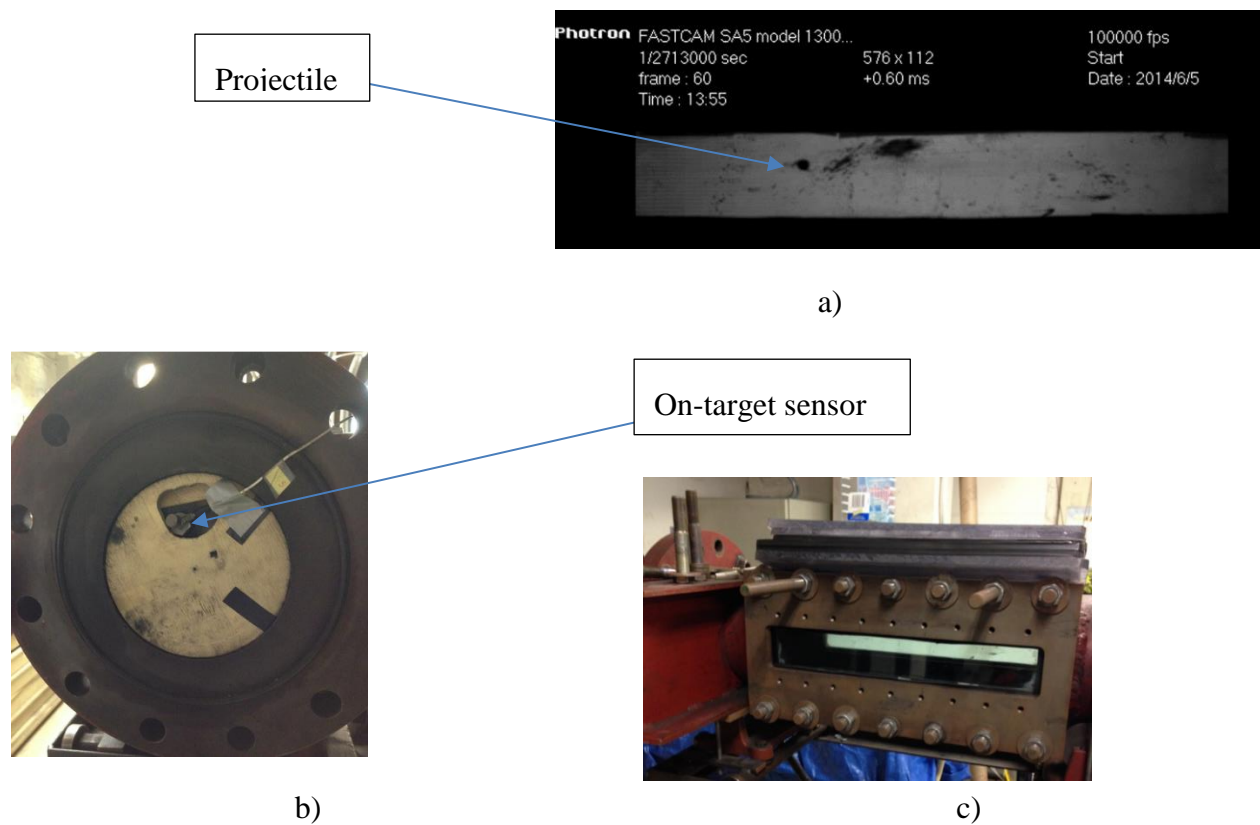 Projectile
Photron FASTCAM SA5 model 1300... 100000 fps
1/2713000 sec 576 x 112 Start
frame : 60 +0.60 ms Date : 2014/6/5
Time : 13:55
a)
On-target sensor
b)
c)